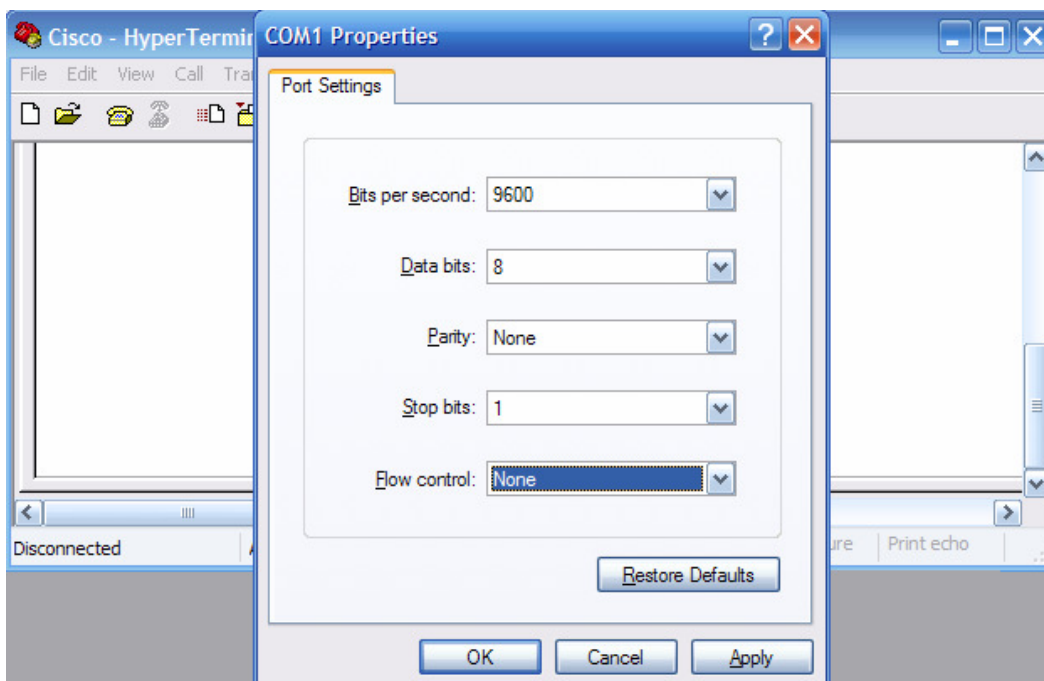 Cisco - HyperTermin
COM1 Properties
File Edit View Call Tra
Port Settings
Bits per second: 9600
Data bits: 8
Parity: None
Stop bits: 1
Flow control: None
Disconnected
ure Print echo
Restore Defaults
OK Cancel Apply